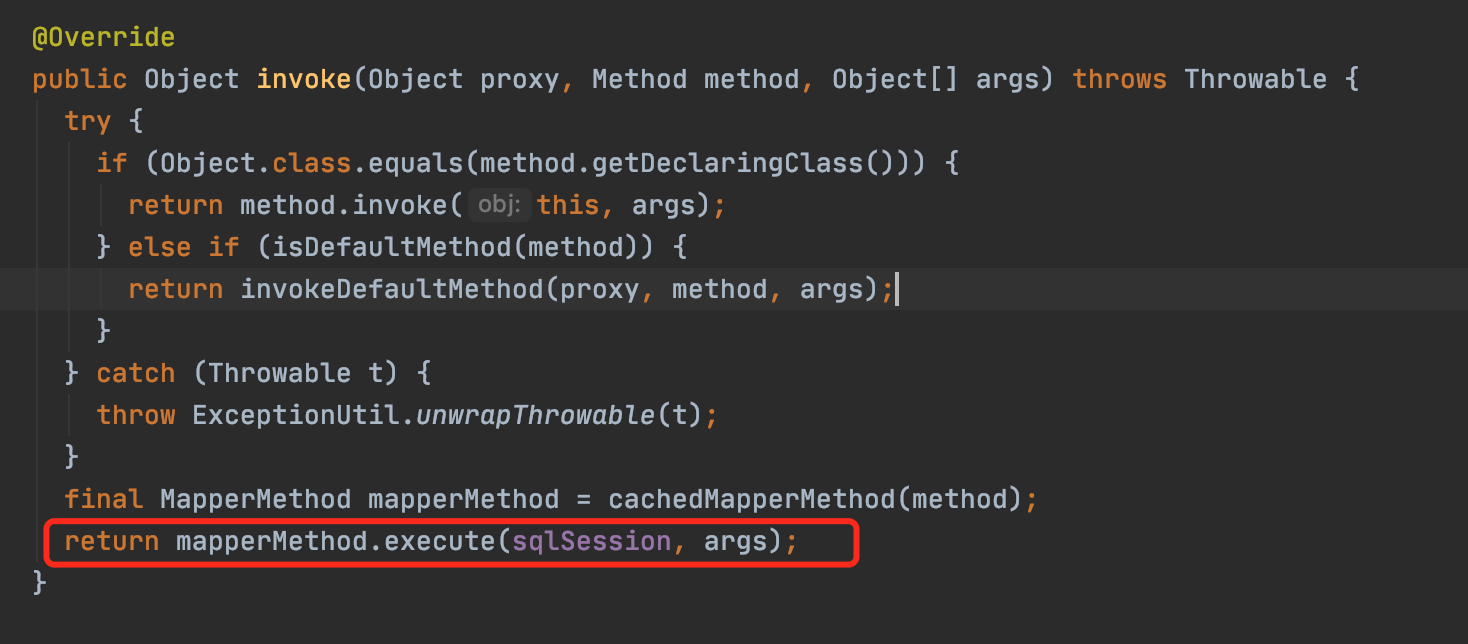 @Override
public Object invoke(Object proxy, Method method, Object[] args) throws Throwable {
try {
if (Object.class.equals(method.getDeclaringClass())) {
return method.invoke( obj: this, args);
} else if (isDefaultMethod(method)) {
return invokeDefaultMethod(proxy, method, args);
}
} catch (Throwable t) {
throw ExceptionUtil.unwrapThrowable(t);
}
final MapperMethod mapperMethod = cachedMapperMethod(method);
return mapperMethod.execute(sqlSession, args);
}